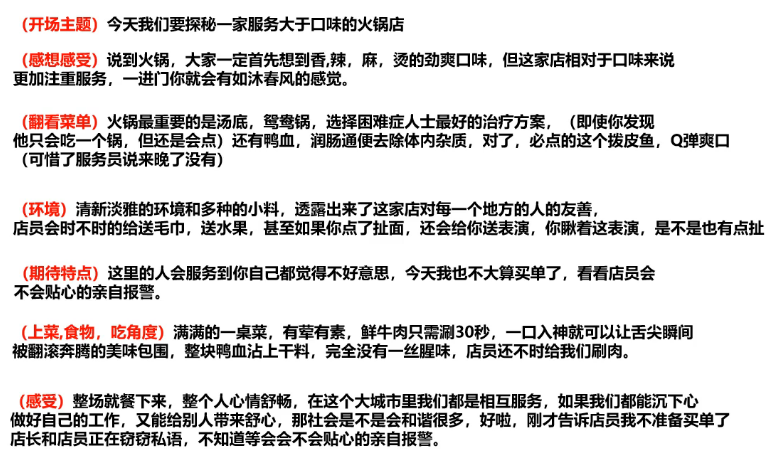 （开场主题）今天我们要探秘一家服务大于口味的火锅店
（感想感受）说到火锅，大家一定首先想到香,辣，麻，烫的劲爽口味，但这家店相对于口味来说
更加注重服务，一进门你就会有如沐春风的感觉。
（翻看菜单）火锅最重要的是汤底，鸳鸯锅，选择困难症人士最好的治疗方案，（即使你发现
他只会吃一个锅，但还是会点）还有鸭血，润肠通便去除体内杂质，对了，必点的这个拨皮鱼，Q弹爽口
（可惜了服务员说来晚了没有）
（环境）清新淡雅的环境和多种的小料，透露出来了这家店对每一个地方的人的友善，
店员会时不时的给送毛巾，送水果，甚至如果你点了扯面，还会给你送表演，你瞅着这表演，是不是也有点扯
（期待特点）这里的人会服务到你自己都觉得不好意思，今天我也不大算买单了，看看店员会
不会贴心的亲自报警。
（上菜,食物，吃角度）满满的一桌菜，有荤有素，鲜牛肉只需涮30秒，一口入神就可以让舌尖瞬间
被翻滚奔腾的美味包围，整块鸭血沾上干料，完全没有一丝腥味，店员还不时给我们刷肉。
（感受）整场就餐下来，整个人心情舒畅，在这个大城市里我们都是相互服务，如果我们都能沉下心
做好自己的工作，又能给别人带来舒心，那社会是不是会和谐很多，好啦，刚才告诉店员我不准备买单了
店长和店员正在窃窃私语，不知道等会会不会贴心的亲自报警。